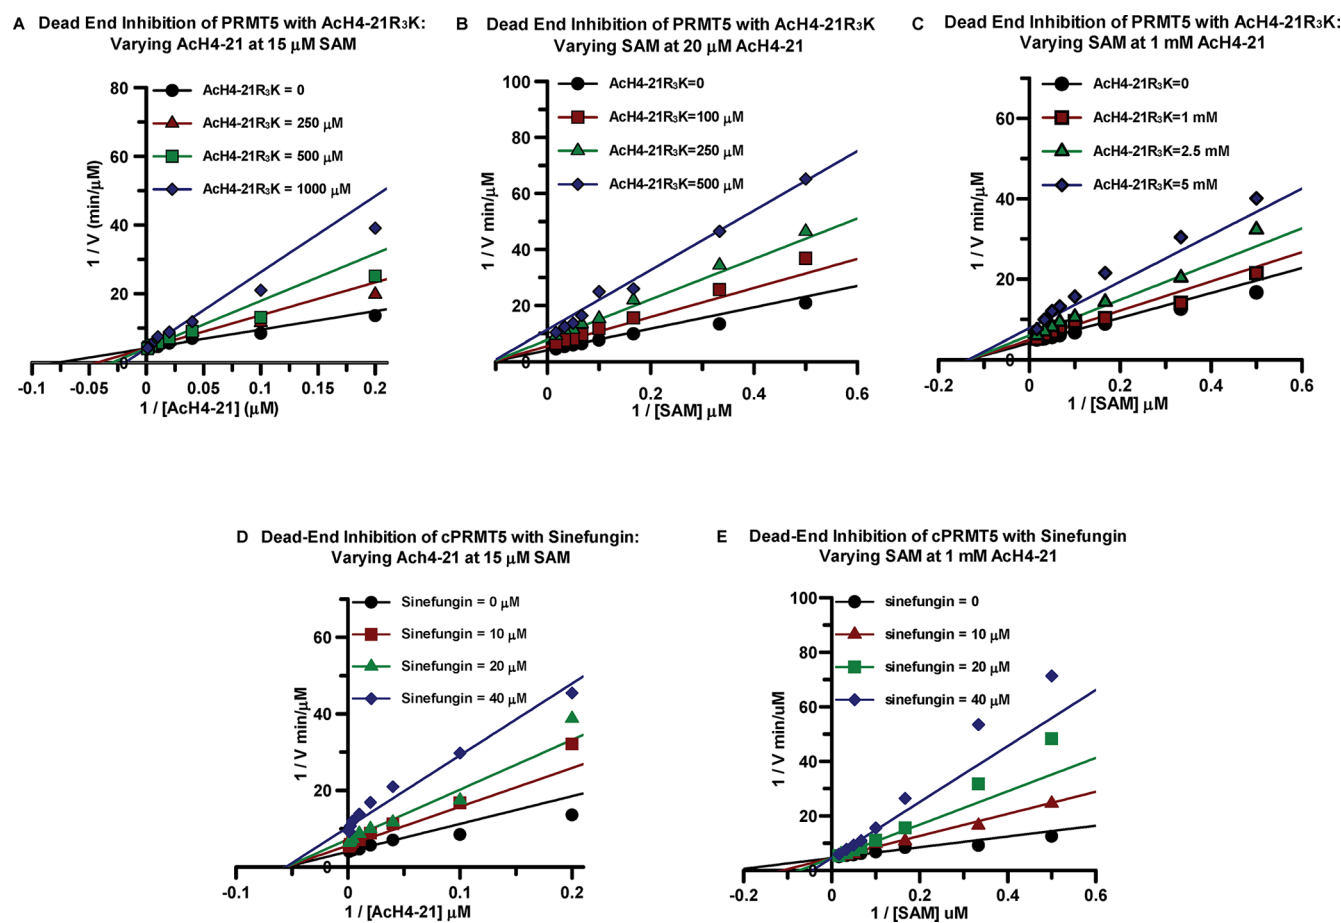 A Dead End Inhibition of PRMT5 with AcH4-21R₃K:
Varying AcH4-21 at 15 μM SAM
80
60
40
20
0
1 / V (min/μM)
AcH4-21R₃K = 0
AcH4-21R₃K = 250 μM
AcH4-21R₃K = 500 μM
AcH4-21R₃K = 1000 μM
-0.1 -0.05 0 0.05 0.1 0.15 0.2
1 / [AcH4-21] (μM)
B Dead End Inhibition of PRMT5 with AcH4-21R₃K
Varying SAM at 20 μM AcH4-21
100
80
60
40
20
0
1 / V min/μM
AcH4-21R₃K=0
AcH4-21R₃K=100 μM
AcH4-21R₃K=250 μM
AcH4-21R₃K=500 μM
0 0.2 0.4 0.6
1 / [SAM] μM
C Dead End Inhibition of PRMT5 with AcH4-21R₃K:
Varying SAM at 1 mM AcH4-21
60
40
20
0
1 / V min/μM
AcH4-21R₃K=0
AcH4-21R₃K=1 mM
AcH4-21R₃K=2.5 mM
AcH4-21R₃K=5 mM
-0.2 0 0.2 0.4 0.6
1 / [SAM] μM
D Dead-End Inhibition of cPRMT5 with Sinefungin:
Varying Ach4-21 at 15 μM SAM
60
40
20
0
1 / V min/μM
Sinefungin = 0 μM
Sinefungin = 10 μM
Sinefungin = 20 μM
Sinefungin = 40 μM
-0.1 0 0.1 0.2
1 / [AcH4-21] μM
E Dead-End Inhibition of cPRMT5 with Sinefungin
Varying SAM at 1 mM AcH4-21
100
80
60
40
20
0
1 / V min/uM
sinefungin = 0
sinefungin = 10 μM
sinefungin = 20 μM
sinefungin = 40 μM
-0.2 0 0.2 0.4 0.6
1 / [SAM] uM